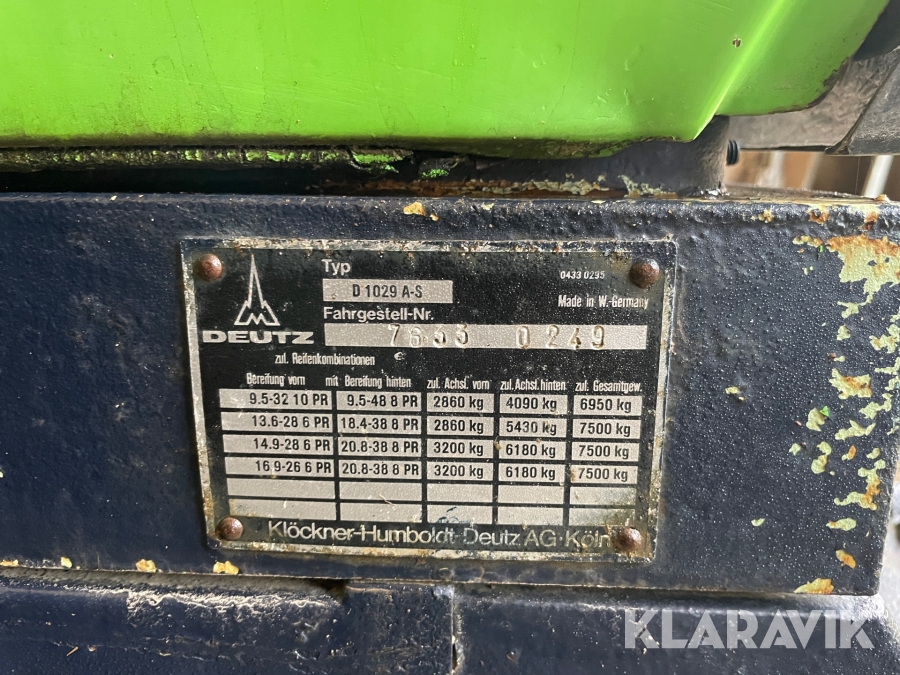 Typ
0433 0295
D 1029 A-S
Made in W.-Germany
Fahrgestell-Nr.
DEUTZ
7633 0249
zul. Reifenkombinationen
Bereifung vorn mit Bereifung hinten zul. Achsl. vorn zul. Achsl. hinten zul. Gesamtgew.
9.5-32 10 PR 9.5-48 8 PR 2860 kg 4090 kg 6950 kg
13.6-28 6 PR 18.4-38 8 PR 2860 kg 5430 kg 7500 kg
14.9-28 6 PR 20.8-38 8 PR 3200 kg 6180 kg 7500 kg
16.9-26 6 PR 20.8-38 8 PR 3200 kg 6180 kg 7500 kg
Klöckner-Humboldt-Deutz AG · Köln
KLARAVIK